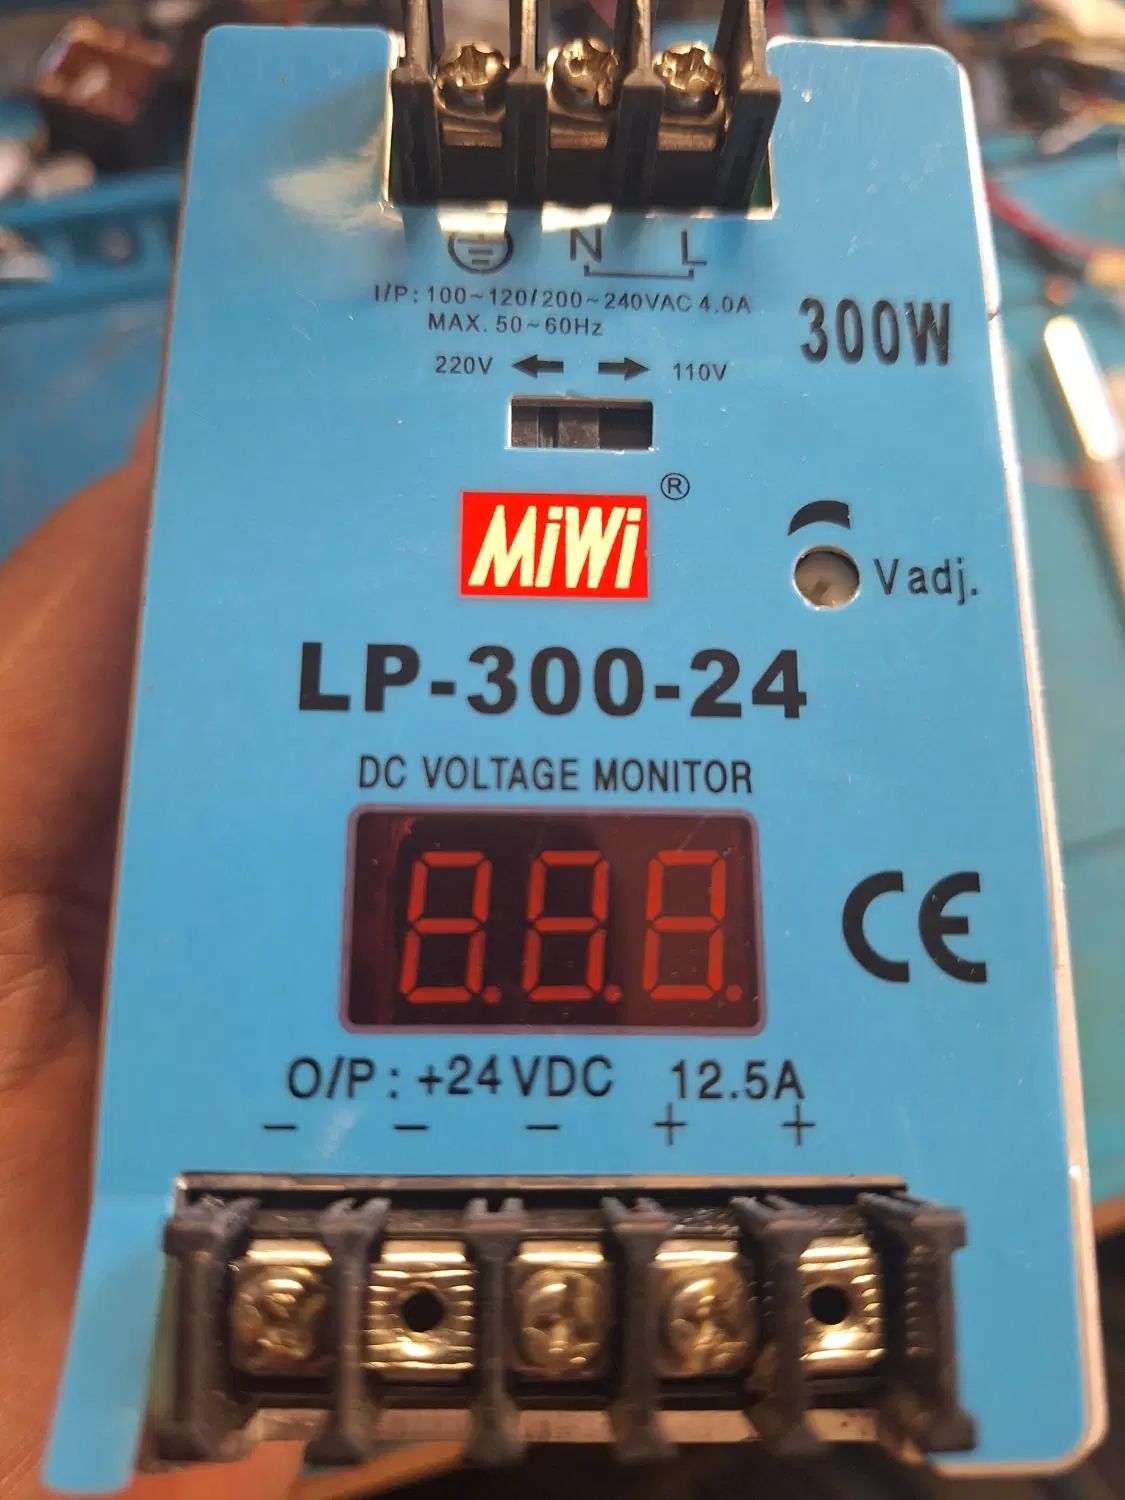 N L
I/P: 100~120/200~240VAC 4.0A
MAX. 50~60Hz
300W
220V 110V
MiWi ®
Vadj.
LP-300-24
DC VOLTAGE MONITOR
8.8.8.
CE
O/P: +24VDC 12.5A
- - - + +